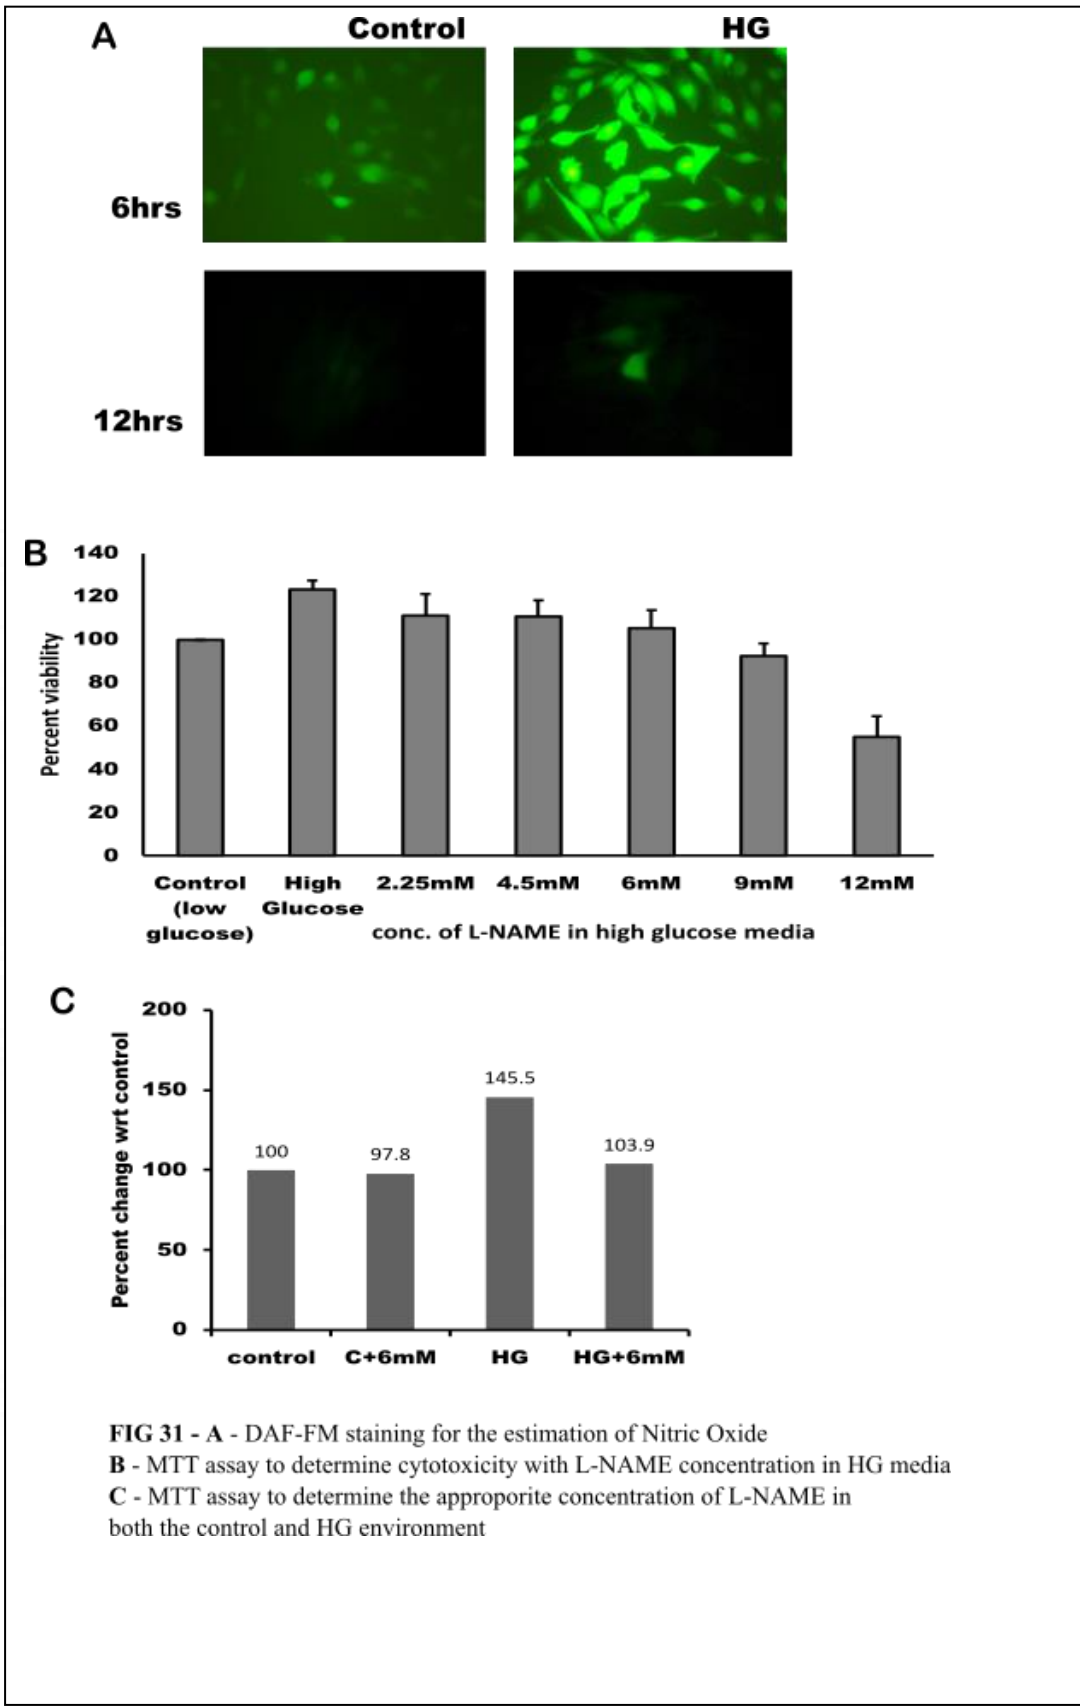 A
Control
HG
6hrs
12hrs
B
Percent viability
140
120
100
80
60
40
20
0
Control
(low
glucose)
High
Glucose
2.25mM
4.5mM
6mM
9mM
12mM
conc. of L-NAME in high glucose media
C
Percent change wrt control
200
150
100
50
0
100
97.8
145.5
103.9
control
C+6mM
HG
HG+6mM
FIG 31 - A - DAF-FM staining for the estimation of Nitric Oxide
B - MTT assay to determine cytotoxicity with L-NAME concentration in HG media
C - MTT assay to determine the approporite concentration of L-NAME in
both the control and HG environment